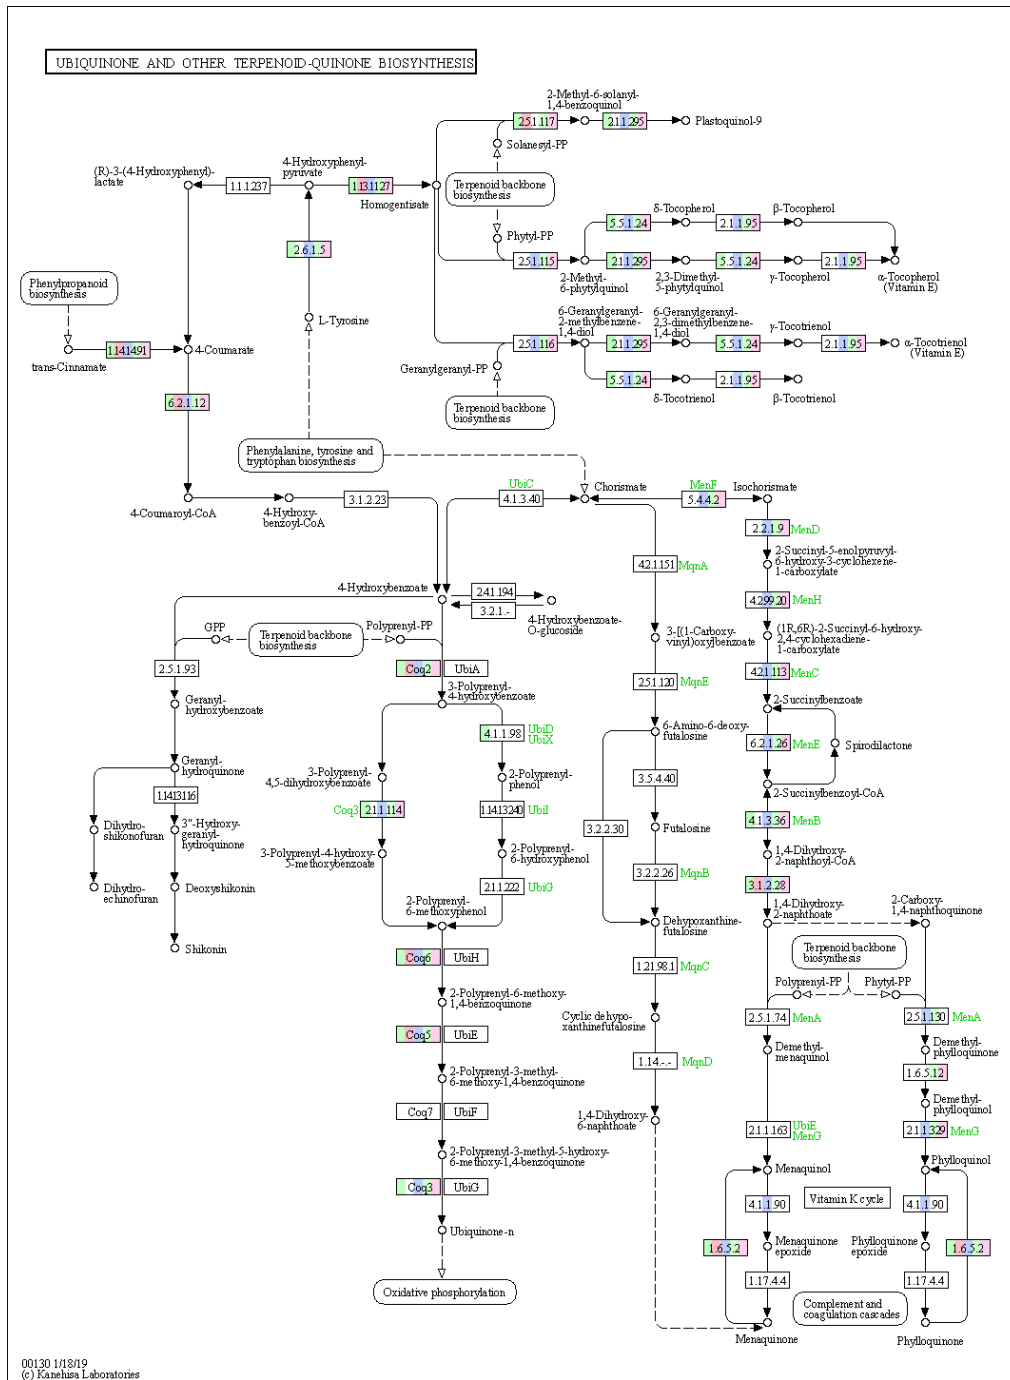 UBIQUINONE AND OTHER TERPENOID-QUINONE BIOSYNTHESIS
2-Methyl-6-solanyl-
1,4-benzoquinol
2.5.1.117
2.1.1.295
Plastoquinol-9
Solanesyl-PP
(R)-3-(4-Hydroxyphenyl)-
lactate
1.1.1.237
4-Hydroxyphenyl-
pyruvate
1.13.11.27
Homogentisate
Terpenoid backbone
biosynthesis
Phytyl-PP
2.6.1.5
δ-Tocopherol
β-Tocopherol
5.5.1.24
2.1.1.95
2.5.1.115
2.1.1.295
5.5.1.24
2.1.1.95
2-Methyl-
6-phytylquinol
2,3-Dimethyl-
5-phytylquinol
γ-Tocopherol
α-Tocopherol
(Vitamin E)
Phenylpropanoid
biosynthesis
L-Tyrosine
6-Geranylgeranyl-
2-methylbenzene-
1,4-diol
6-Geranylgeranyl-
2,3-dimethylbenzene-
1,4-diol
γ-Tocotrienol
trans-Cinnamate
1.14.14.91
4-Coumarate
2.5.1.116
2.1.1.295
5.5.1.24
2.1.1.95
α-Tocotrienol
(Vitamin E)
Geranylgeranyl-PP
5.5.1.24
2.1.1.95
δ-Tocotrienol
β-Tocotrienol
6.2.1.12
Terpenoid backbone
biosynthesis
Phenylalanine, tyrosine and
tryptophan biosynthesis
UbiC
4.1.3.40
Chorismate
MenF
5.4.4.2
Isochorismate
4-Coumaroyl-CoA
4-Hydroxy-
benzoyl-CoA
3.1.2.23
2.2.1.9
MenD
2-Succinyl-5-enolpyruvyl-
6-hydroxy-3-cyclohexene-
1-carboxylate
4.2.1.151
MqnA
4-Hydroxybenzoate
2.4.1.194
3.2.1.-
4-Hydroxybenzoate-
O-glucoside
4.2.99.20
MenH
GPP
Terpenoid backbone
biosynthesis
Polyprenyl-PP
3-[(1-Carboxy-
vinyl)oxy]benzoate
(1R,6R)-2-Succinyl-6-hydroxy-
2,4-cyclohexadiene-
1-carboxylate
2.5.1.93
Coq2
UbiA
2.5.1.120
MqnE
4.2.1.113
MenC
3-Polyprenyl-
4-hydroxybenzoate
Geranyl-
hydroxybenzoate
2-Succinylbenzoate
4.1.1.98
UbiD
UbiX
6-Amino-6-deoxy-
futalosine
6.2.1.26
MenE
Spirodilactone
Geranyl-
hydroquinone
3-Polyprenyl-
4,5-dihydroxybenzoate
2-Polyprenyl-
phenol
3.5.4.40
2-Succinylbenzoyl-CoA
1.14.13.116
Coq3
2.1.1.114
1.14.13.240
UbiI
3.2.2.30
Futalosine
4.1.3.36
MenB
Dihydro-
shikonofuran
3"-Hydroxy-
geranyl-
hydroquinone
3-Polyprenyl-4-hydroxy-
5-methoxybenzoate
2-Polyprenyl-
6-hydroxyphenol
1,4-Dihydroxy-
2-naphthoyl-CoA
3.2.2.26
MqnB
3.1.2.28
Dihydro-
echinofuran
Deoxyshikonin
2.1.1.222
UbiG
2-Polyprenyl-
6-methoxyphenol
Dehypoxanthine-
futalosine
1,4-Dihydroxy-
2-naphthoate
2-Carboxy-
1,4-naphthoquinone
Shikonin
Coq6
UbiH
1.21.98.1
MqnC
Terpenoid backbone
biosynthesis
Polyprenyl-PP
Phytyl-PP
2-Polyprenyl-6-methoxy-
1,4-benzoquinone
Cyclic dehypo-
xanthinefutalosine
2.5.1.74
MenA
2.5.1.130
MenA
Coq5
UbiE
Demethyl-
menaquinol
Demethyl-
phylloquinone
1.14.-.-
MqnD
1.6.5.12
2-Polyprenyl-3-methyl-
6-methoxy-1,4-benzoquinone
Demethyl-
phylloquinol
Coq7
UbiF
1,4-Dihydroxy-
6-naphthoate
2.1.1.163
UbiE
MenG
2.1.1.329
MenG
2-Polyprenyl-3-methyl-5-hydroxy-
6-methoxy-1,4-benzoquinone
Menaquinol
Phylloquinol
Coq3
UbiG
Vitamin K cycle
4.1.1.90
4.1.1.90
Ubiquinone-n
1.6.5.2
Menaquinone
epoxide
Phylloquinone
epoxide
1.6.5.2
Oxidative phosphorylation
1.17.4.4
1.17.4.4
Complement and
coagulation cascades
Menaquinone
Phylloquinone
00130 1/18/19
(c) Kanehisa Laboratories